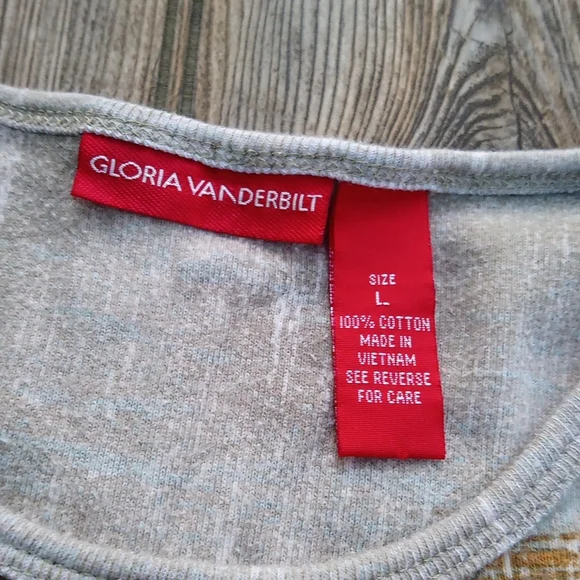 GLORIA VANDERBILT
SIZE
L
100% COTTON
MADE IN
VIETNAM
SEE REVERSE
FOR CARE